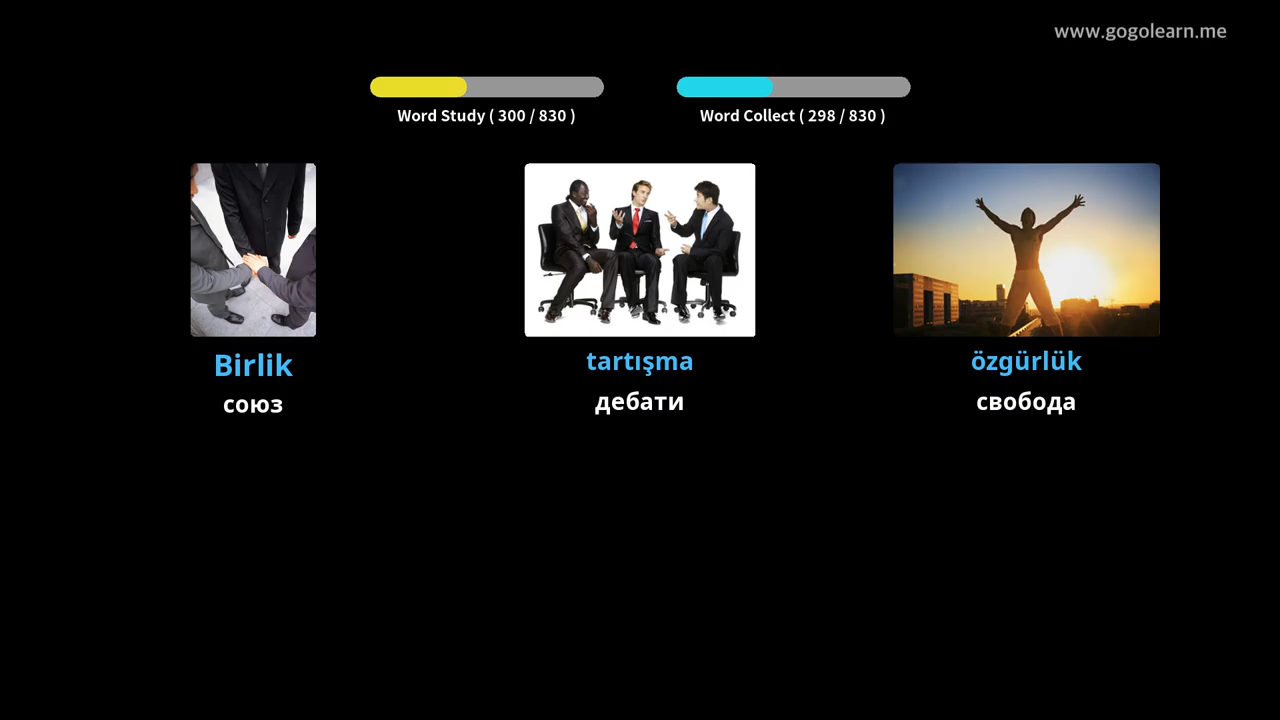 www.gogolearn.me
Word Study ( 300 / 830 )
Word Collect ( 298 / 830 )
Birlik
союз
tartışma
дебати
özgürlük
свобода